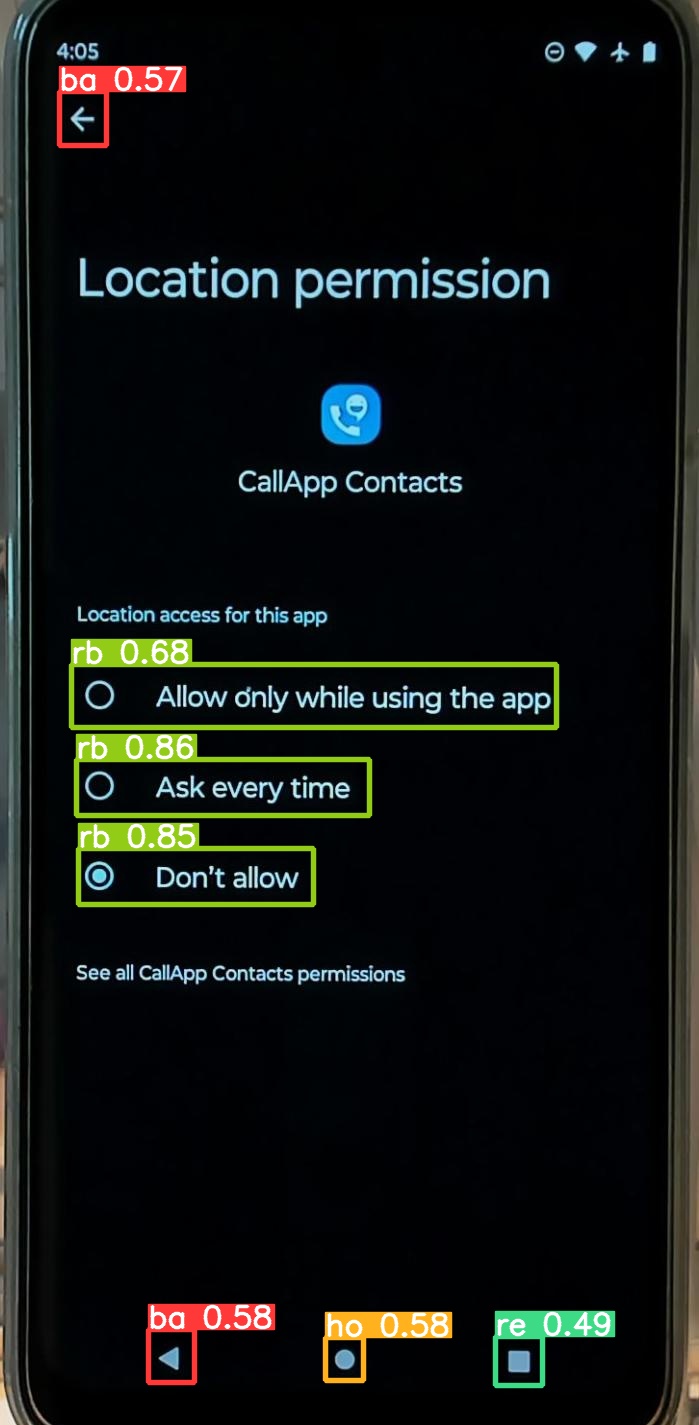 4:05
ba 0.57
Location permission
CallApp Contacts
Location access for this app
rb 0.68
Allow only while using the app
rb 0.86
Ask every time
rb 0.85
Don't allow
See all CallApp Contacts permissions
ba 0.58
ho 0.58
re 0.49